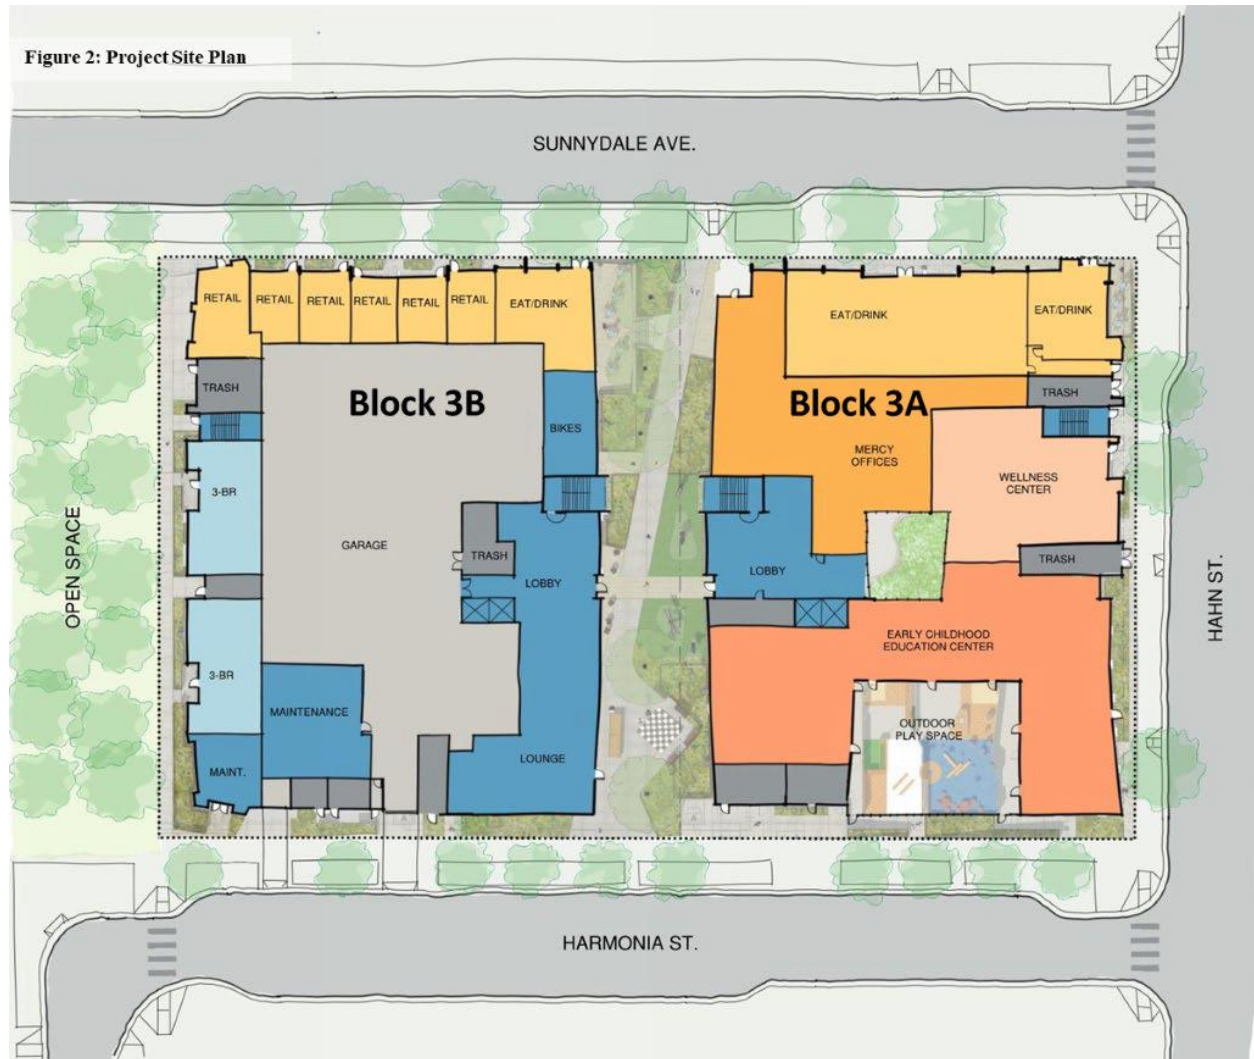 Figure 2: Project Site Plan
SUNNYDALE AVE.
RETAIL
RETAIL
RETAIL
RETAIL
RETAIL
RETAIL
EAT/DRINK
EAT/DRINK
EAT/DRINK
TRASH
Block 3B
Block 3A
TRASH
BIKES
MERCY
OFFICES
3-BR
WELLNESS
CENTER
OPEN SPACE
GARAGE
TRASH
LOBBY
LOBBY
TRASH
HAHN ST.
EARLY CHILDHOOD
EDUCATION CENTER
3-BR
MAINTENANCE
OUTDOOR
PLAY SPACE
MAINT.
LOUNGE
HARMONIA ST.